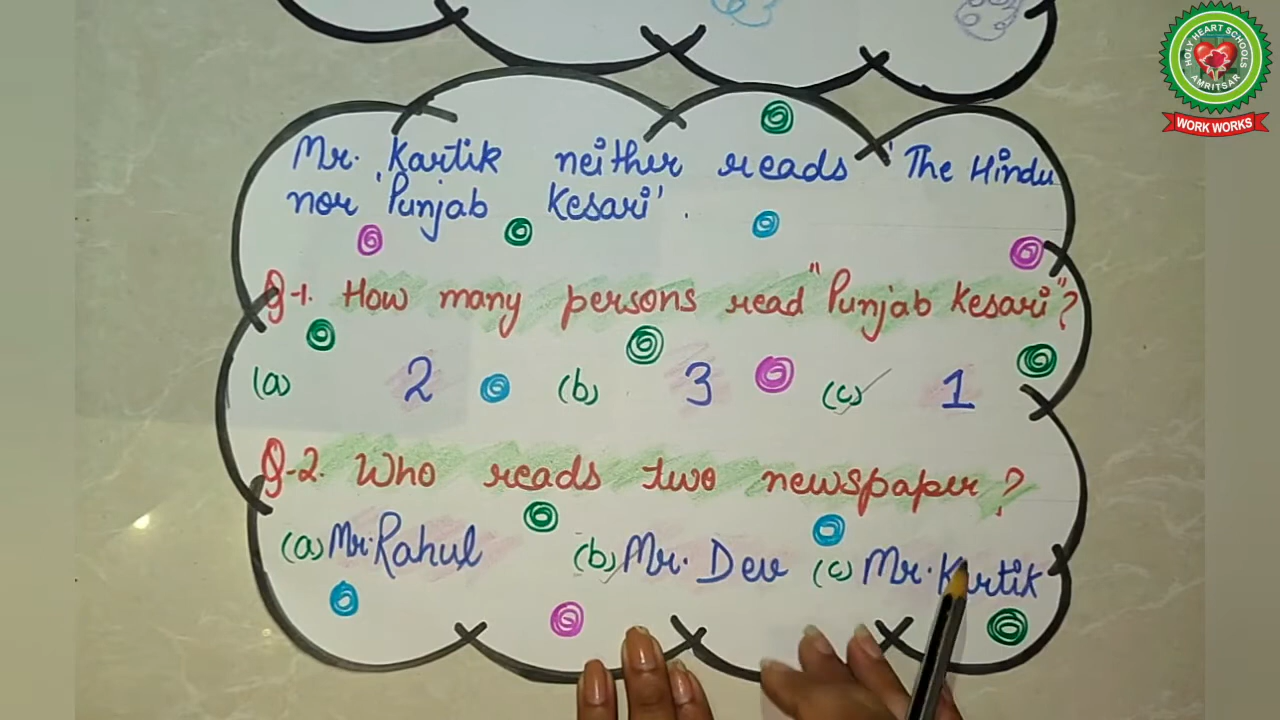 Mr. Kartik neither reads 'The Hindu
nor 'Punjab Kesari'.
Q-1. How many persons read "Punjab Kesari"?
(a) 2 (b) 3 (c) 1
Q-2. Who reads two newspaper?
(a) Mr. Rahul (b) Mr. Dev (c) Mr. Kartik
HOLY HEART SCHOOLS
AMRITSAR
WORK WORKS